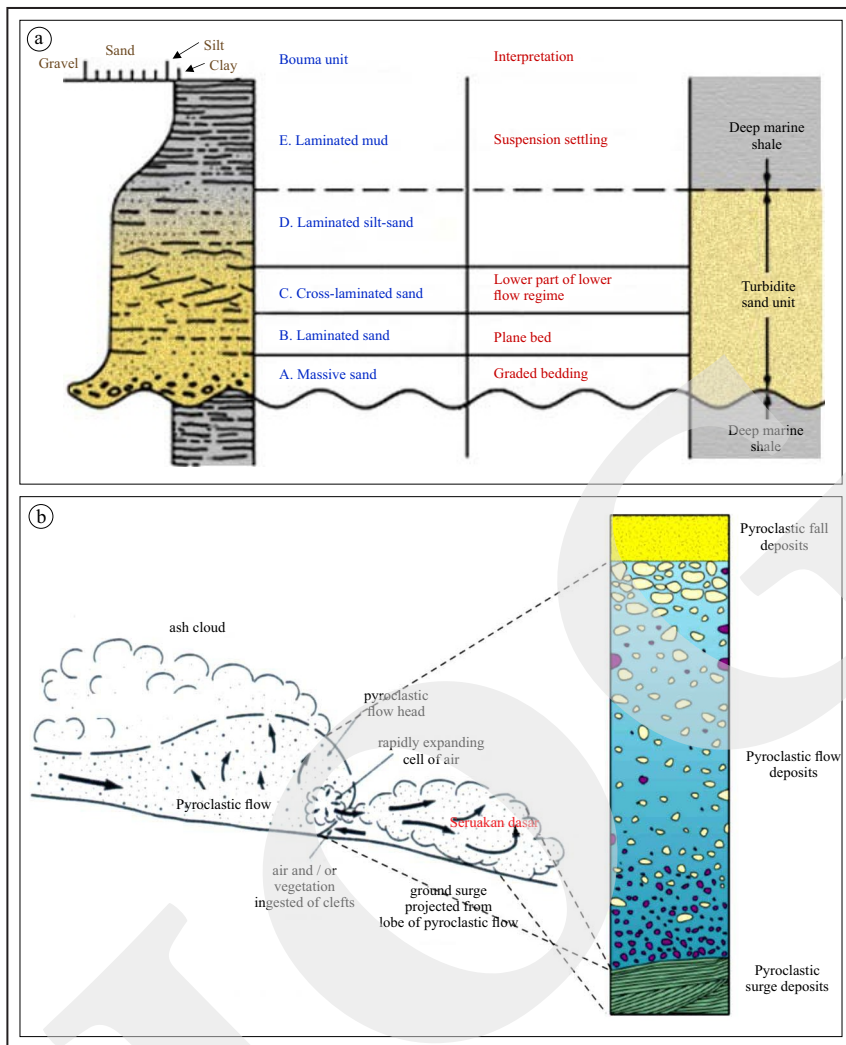 a
Sand
Silt
Gravel
Clay
Bouma unit
Interpretation
E. Laminated mud
Suspension settling
Deep marine
shale
D. Laminated silt-sand
C. Cross-laminated sand
Lower part of lower
flow regime
Turbidite
sand unit
B. Laminated sand
Plane bed
A. Massive sand
Graded bedding
Deep marine
shale
b
Pyroclastic fall
deposits
ash cloud
pyroclastic
flow head
rapidly expanding
cell of air
Pyroclastic flow
Seruakan dasar
Pyroclastic flow
deposits
air and / or
vegetation
ingested of clefts
ground surge
projected from
lobe of pyroclastic flow
Pyroclastic
surge deposits